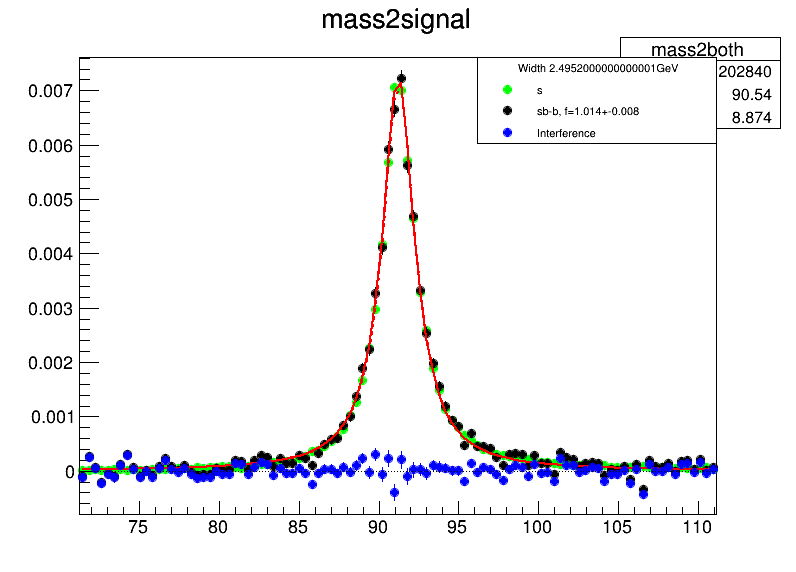 mass2signal
mass2both
202840
90.54
8.874
Width 2.4952000000000001GeV
s
sb-b, f=1.014+-0.008
Interference
0.007
0.006
0.005
0.004
0.003
0.002
0.001
0
75 80 85 90 95 100 105 110